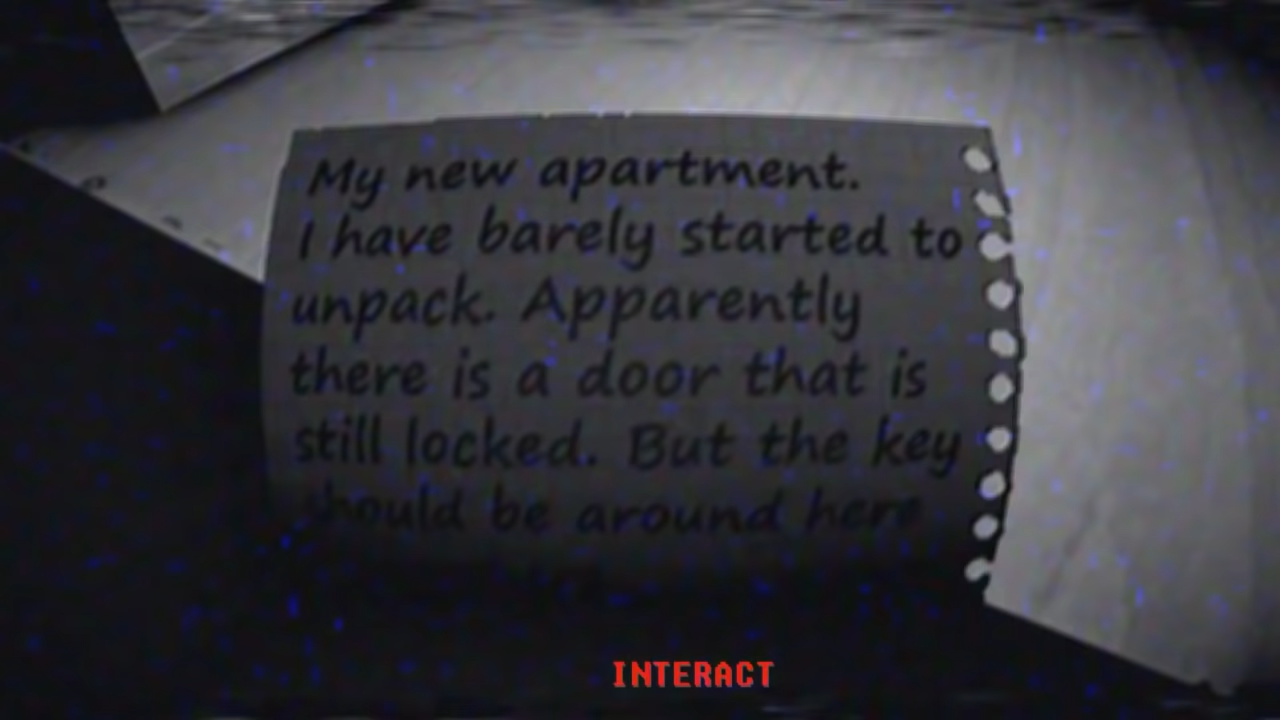 My new apartment.
I have barely started to
unpack. Apparently
there is a door that is
still locked. But the key
should be around here
INTERACT